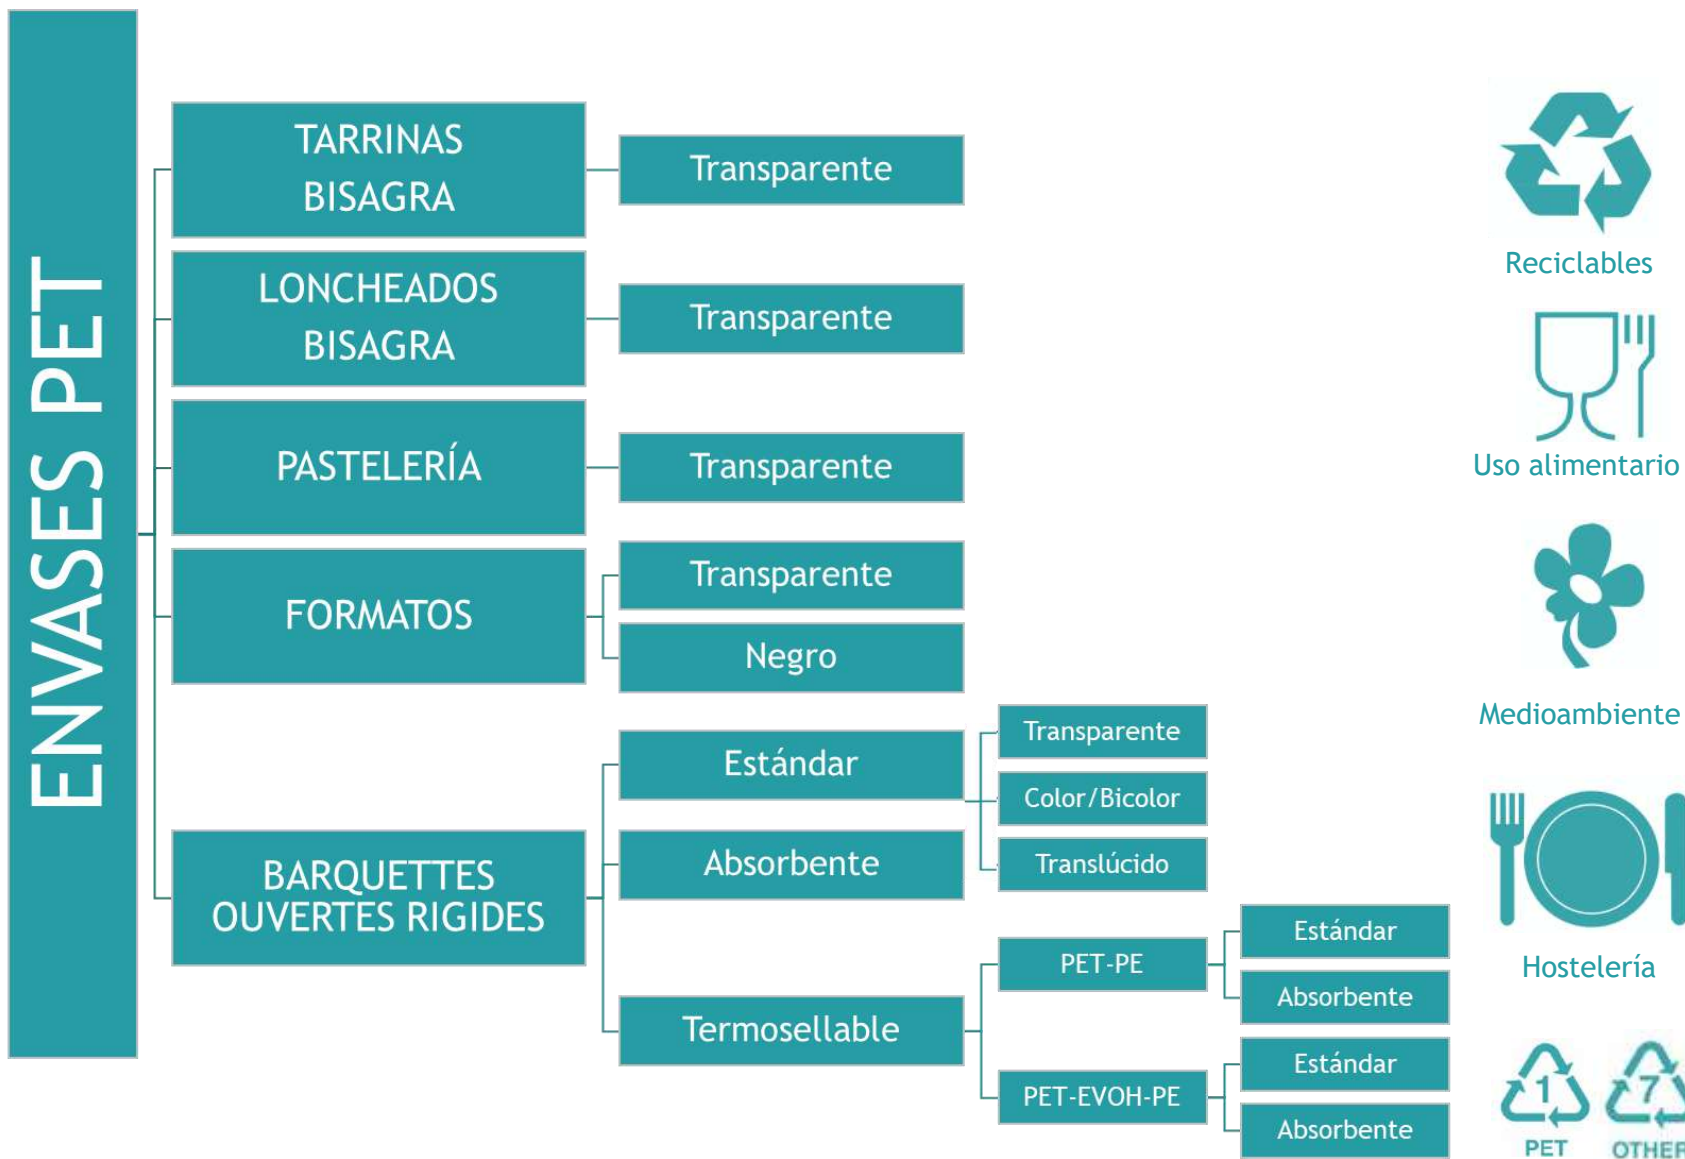 ENVASES PET
TARRINAS
BISAGRA
Transparente
LONCHEADOS
BISAGRA
Transparente
PASTELERÍA
Transparente
FORMATOS
Transparente
Negro
BARQUETTES
OUVERTES RIGIDES
Estándar
Transparente
Color/Bicolor
Translúcido
Absorbente
Termosellable
PET-PE
Estándar
Absorbente
PET-EVOH-PE
Estándar
Absorbente
Reciclables
Uso alimentario
Medioambiente
Hostelería
1
PET
7
OTHER